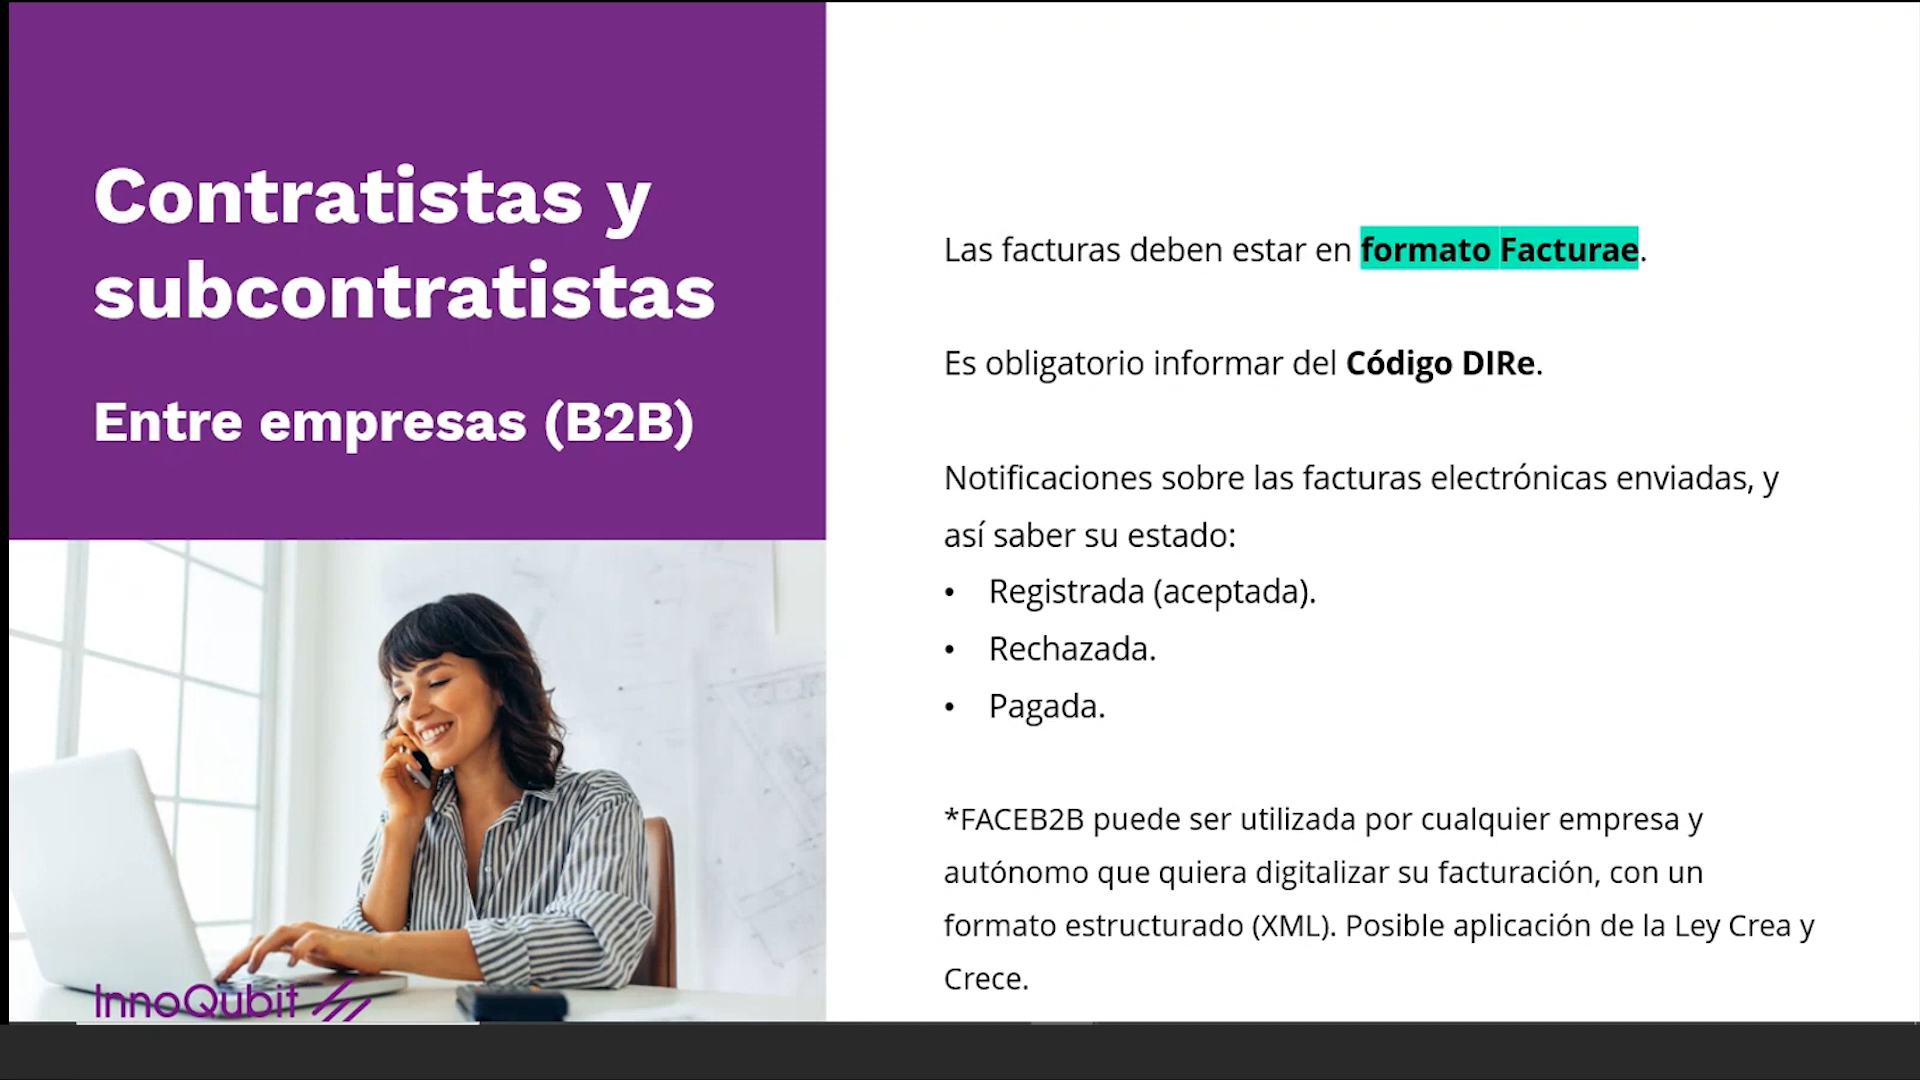 Contratistas y
subcontratistas
Entre empresas (B2B)
InnoQubit
Las facturas deben estar en formato Facturae.
Es obligatorio informar del Código DIRe.
Notificaciones sobre las facturas electrónicas enviadas, y
así saber su estado:
• Registrada (aceptada).
• Rechazada.
• Pagada.
*FACEB2B puede ser utilizada por cualquier empresa y
autónomo que quiera digitalizar su facturación, con un
formato estructurado (XML). Posible aplicación de la Ley Crea y
Crece.